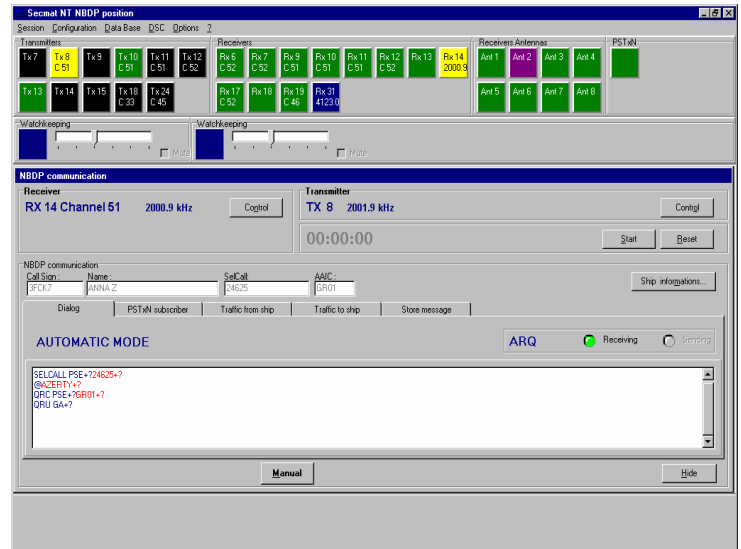 Secmat NT NBDP position
Session Configuration Data Base DSC Options ?
Transmitters Receivers Receivers Antennas PSTxN
Tx 7 Tx 8 C 51 Tx 9 Tx 10 C 51 Tx 11 C 51 Tx 12 C 52 Rx 6 C 52 Rx 7 C 52 Rx 9 C 51 Rx 10 C 51 Rx 11 C 51 Rx 12 C 52 Rx 13 Rx 14 2000.9 Ant 1 Ant 2 Ant 3 Ant 4
Tx 13 Tx 14 Tx 15 Tx 18 C 33 Tx 24 C 45 Rx 17 C 52 Rx 18 Rx 19 C 46 Rx 31 4123.0 Ant 5 Ant 6 Ant 7 Ant 8
Watchkeeping Watchkeeping
Mute Mute
NBDP communication
Receiver Transmitter
RX 14 Channel 51 2000.9 kHz Control TX 8 2001.9 kHz Control
00:00:00 Start Reset
NBDP communication
Call Sign : Name : SelCall: AAIC :
3FCK7 ANNA Z 24625 GR01 Ship informations...
Dialog PSTxN subscriber Traffic from ship Traffic to ship Store message
AUTOMATIC MODE ARQ Receiving Sending
SELCALL PSE+?24625+?
@AZERTY+?
QRC PSE+?GR01+?
QRU GA+?
Manual Hide